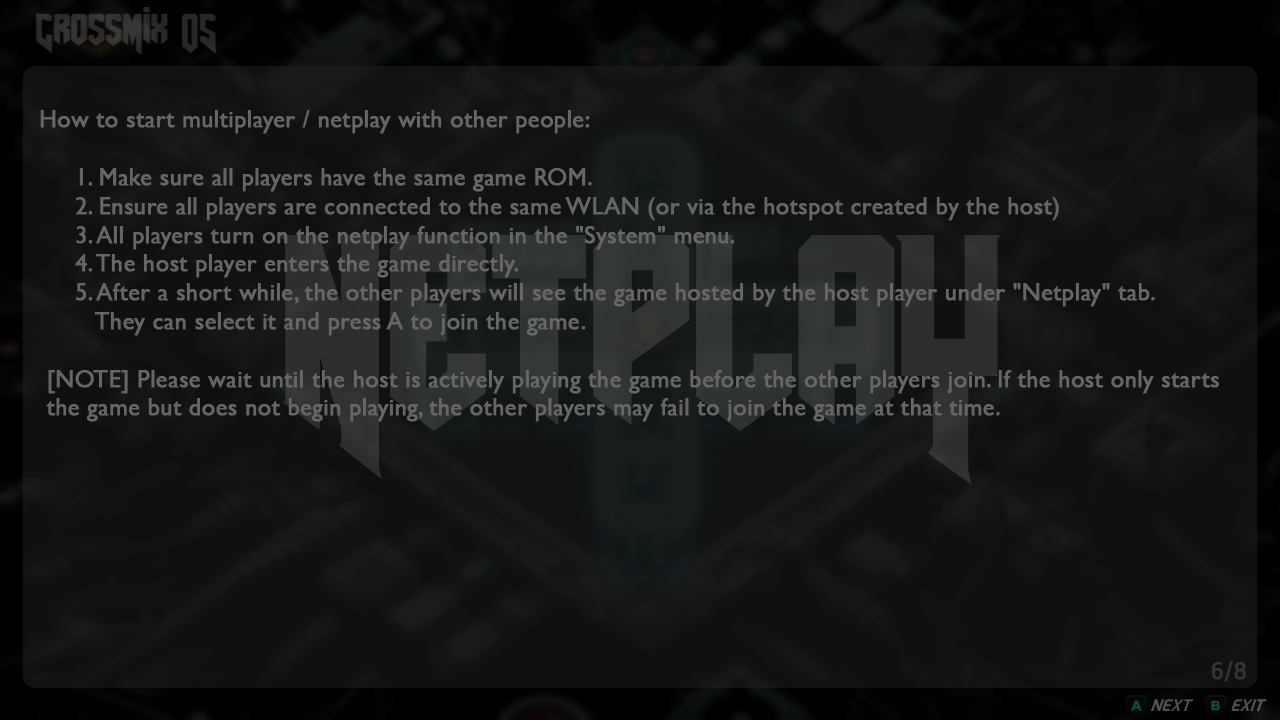 CROSSMIX OS
How to start multiplayer / netplay with other people:
1. Make sure all players have the same game ROM.
2. Ensure all players are connected to the same WLAN (or via the hotspot created by the host)
3. All players turn on the netplay function in the "System" menu.
4. The host player enters the game directly.
5. After a short while, the other players will see the game hosted by the host player under "Netplay" tab.
They can select it and press A to join the game.
NETPLAY
[NOTE] Please wait until the host is actively playing the game before the other players join. If the host only starts
the game but does not begin playing, the other players may fail to join the game at that time.
6/8
A NEXT B EXIT